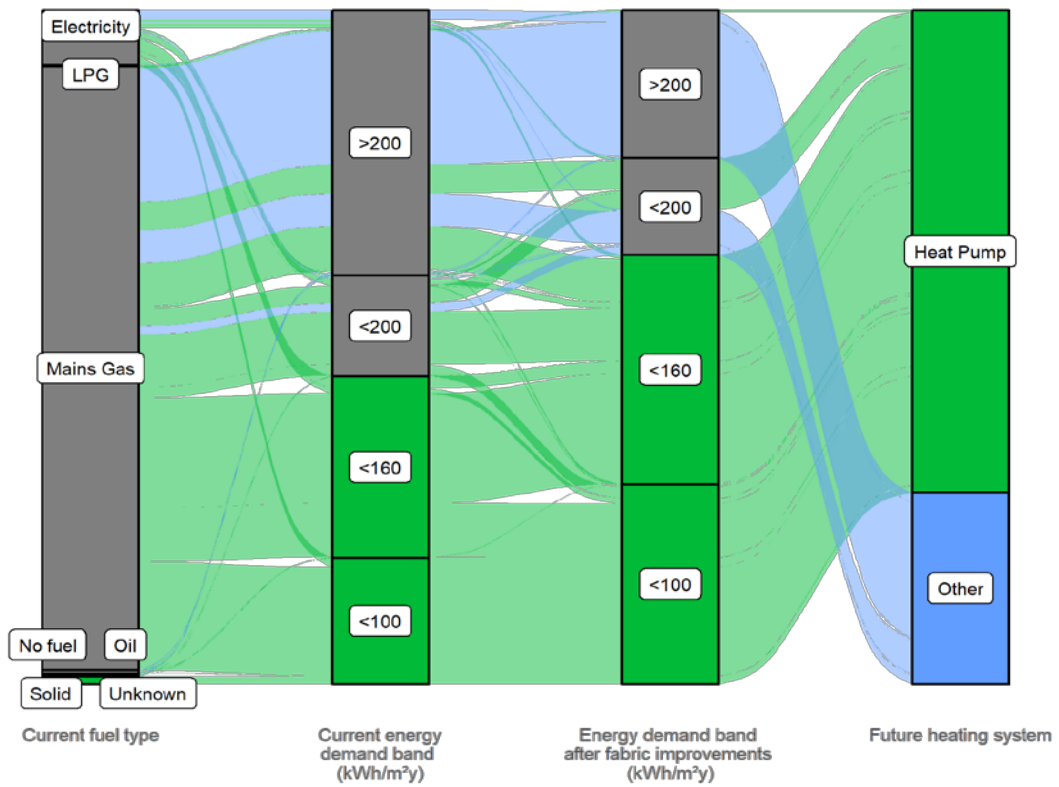 Electricity
LPG
Mains Gas
No fuel
Oil
Solid
Unknown
>200
<200
<160
<100
>200
<200
<160
<100
Heat Pump
Other
Current fuel type
Current energy
demand band
(kWh/m²y)
Energy demand band
after fabric improvements
(kWh/m²y)
Future heating system